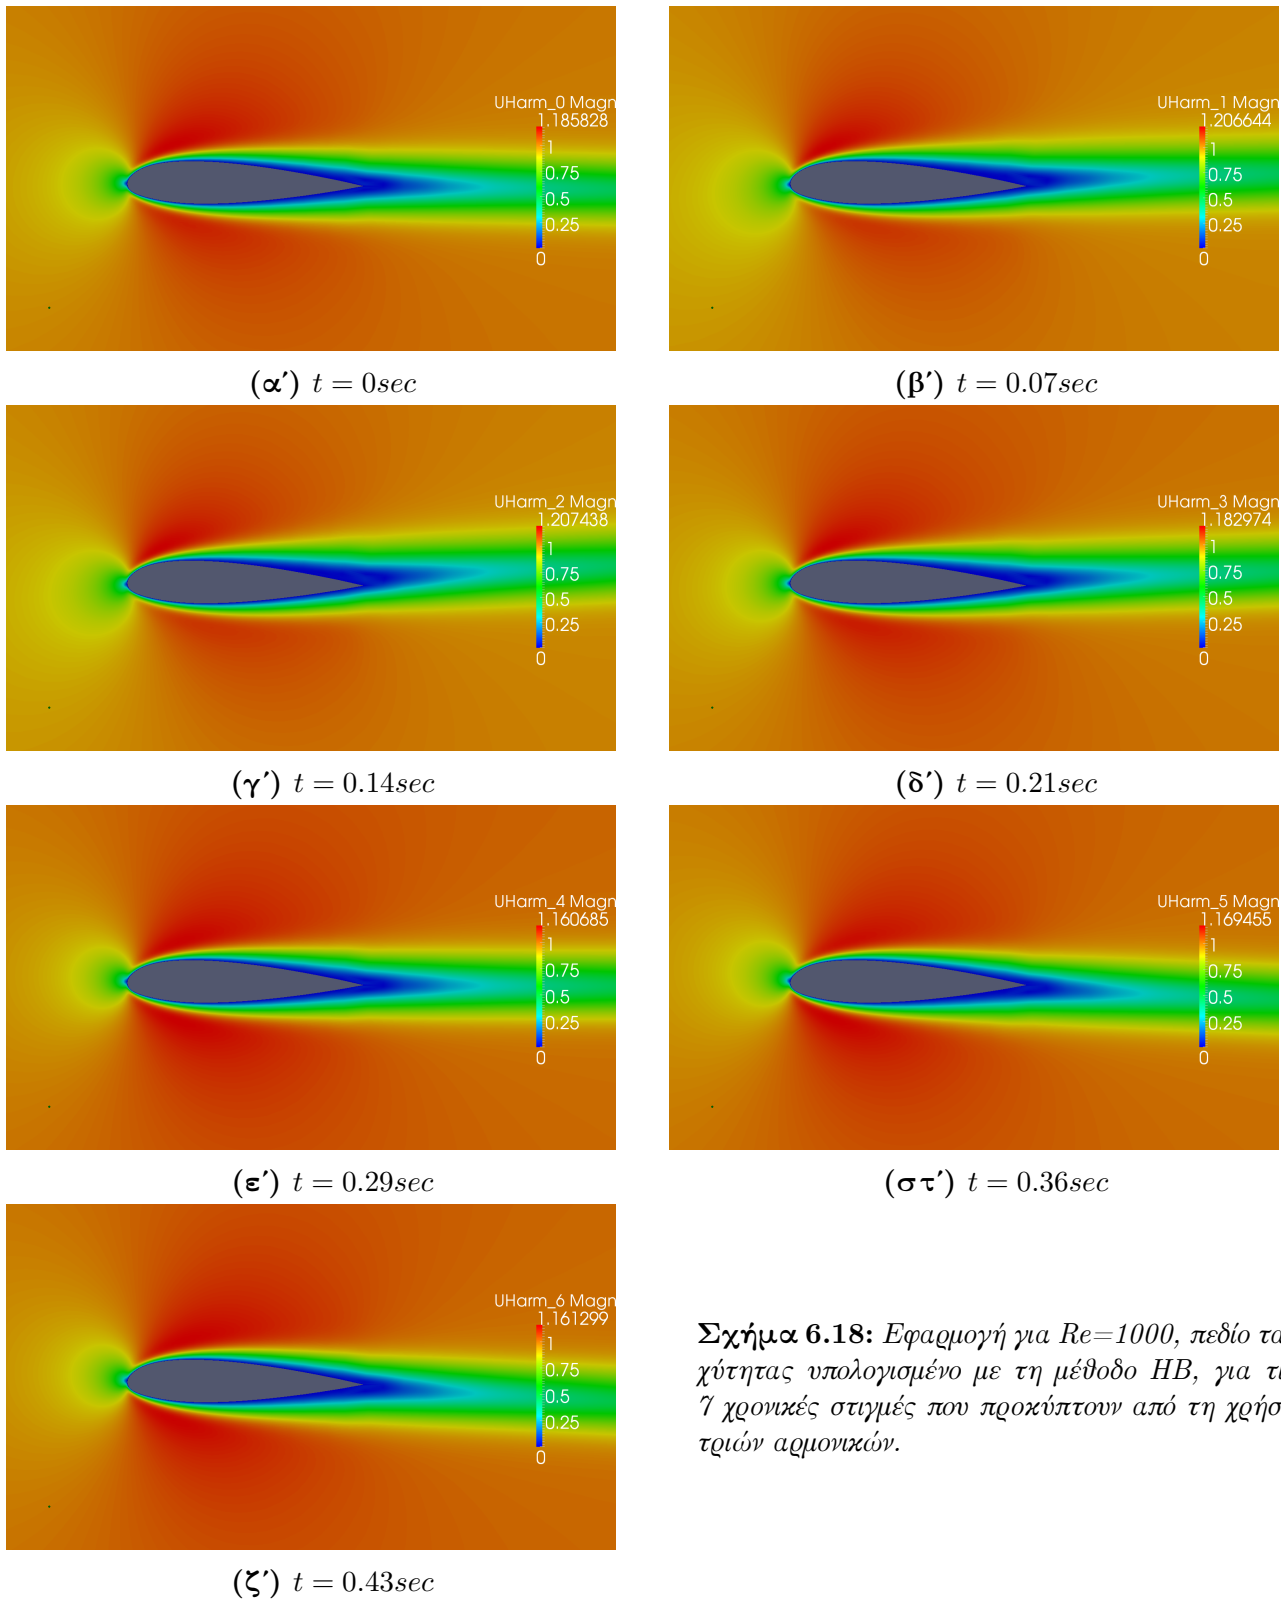 UHarm_0 Magn
1.185828
1
0.75
0.5
0.25
0
(α´) t = 0sec
UHarm_1 Magn
1.206644
1
0.75
0.5
0.25
0
(β´) t = 0.07sec
UHarm_2 Magn
1.207438
1
0.75
0.5
0.25
0
(γ´) t = 0.14sec
UHarm_3 Magn
1.182974
1
0.75
0.5
0.25
0
(δ´) t = 0.21sec
UHarm_4 Magn
1.160685
1
0.75
0.5
0.25
0
(ε´) t = 0.29sec
UHarm_5 Magn
1.169455
1
0.75
0.5
0.25
0
(στ´) t = 0.36sec
UHarm_6 Magn
1.161299
1
0.75
0.5
0.25
0
(ζ´) t = 0.43sec
Σχήμα 6.18: Εφαρμογή για Re=1000, πεδίο τα
χύτητας υπολογισμένο με τη μέθοδο HB, για τι
7 χρονικές στιγμές που προκύπτουν από τη χρήσ
τριών αρμονικών.